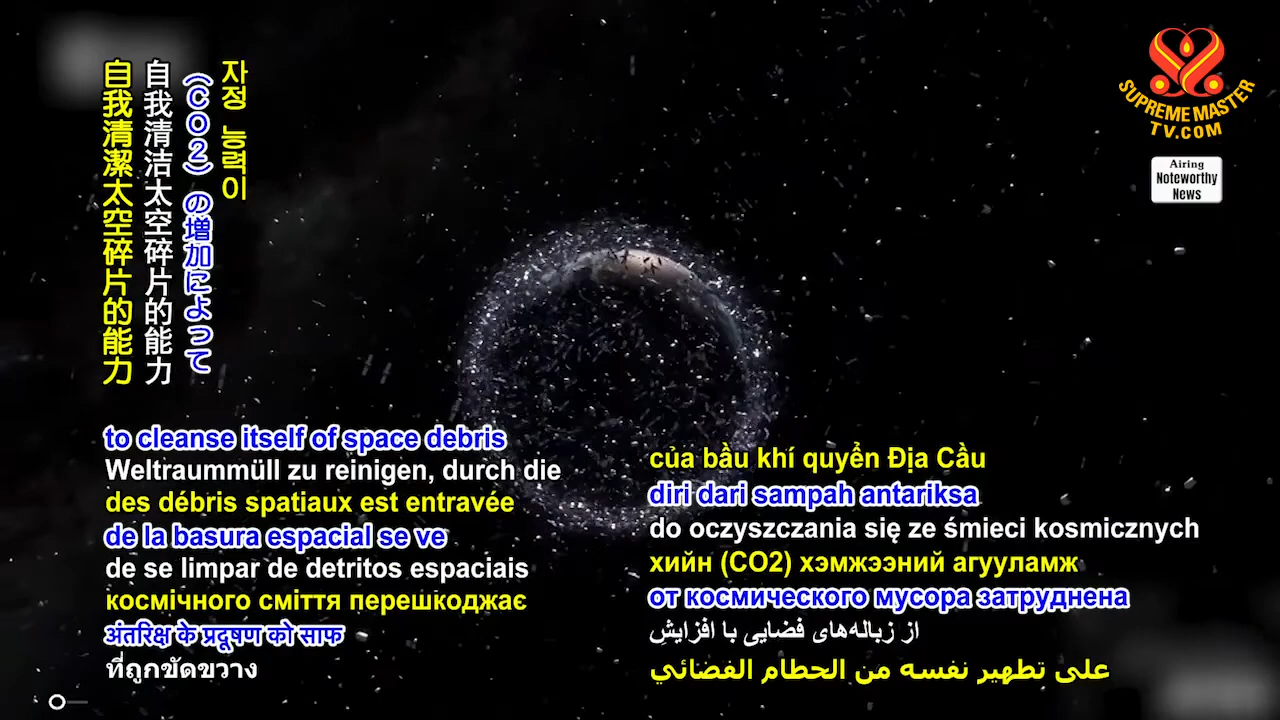 자정 능력이
(CO2)の増加によって
自我清洁太空碎片的能力
自我清潔太空碎片的能力
SUPREME MASTER
TV.COM
Airing
Noteworthy
News
to cleanse itself of space debris
Weltraummüll zu reinigen, durch die
des débris spatiaux est entravée
de la basura espacial se ve
de se limpar de detritos espaciais
космічного сміття перешкоджає
अंतरिक्ष के प्रदूषण को साफ
ที่ถูกขัดขวาง
của bầu khí quyển Địa Cầu
diri dari sampah antariksa
do oczyszczania się ze śmieci kosmicznych
хийн (CO2) хэмжээний агууламж
от космического мусора затруднена
از زباله‌های فضایی با افزایشِ
على تطهير نفسه من الحطام الفضائي